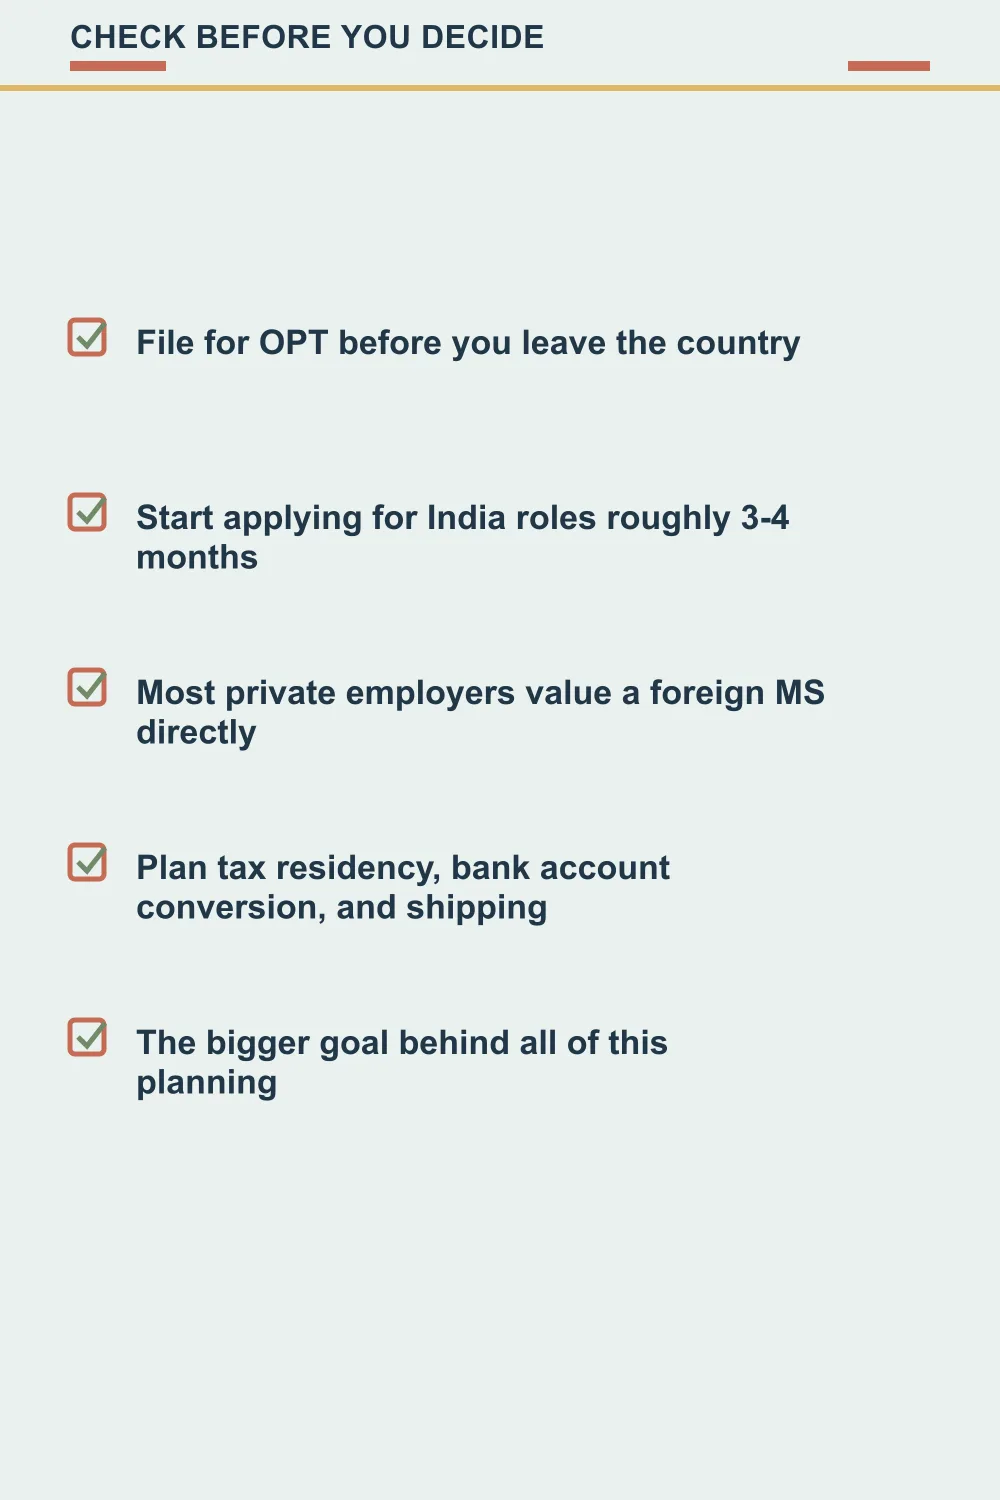 CHECK BEFORE YOU DECIDE
File for OPT before you leave the country
Start applying for India roles roughly 3-4
months
Most private employers value a foreign MS
directly
Plan tax residency, bank account
conversion, and shipping
The bigger goal behind all of this
planning